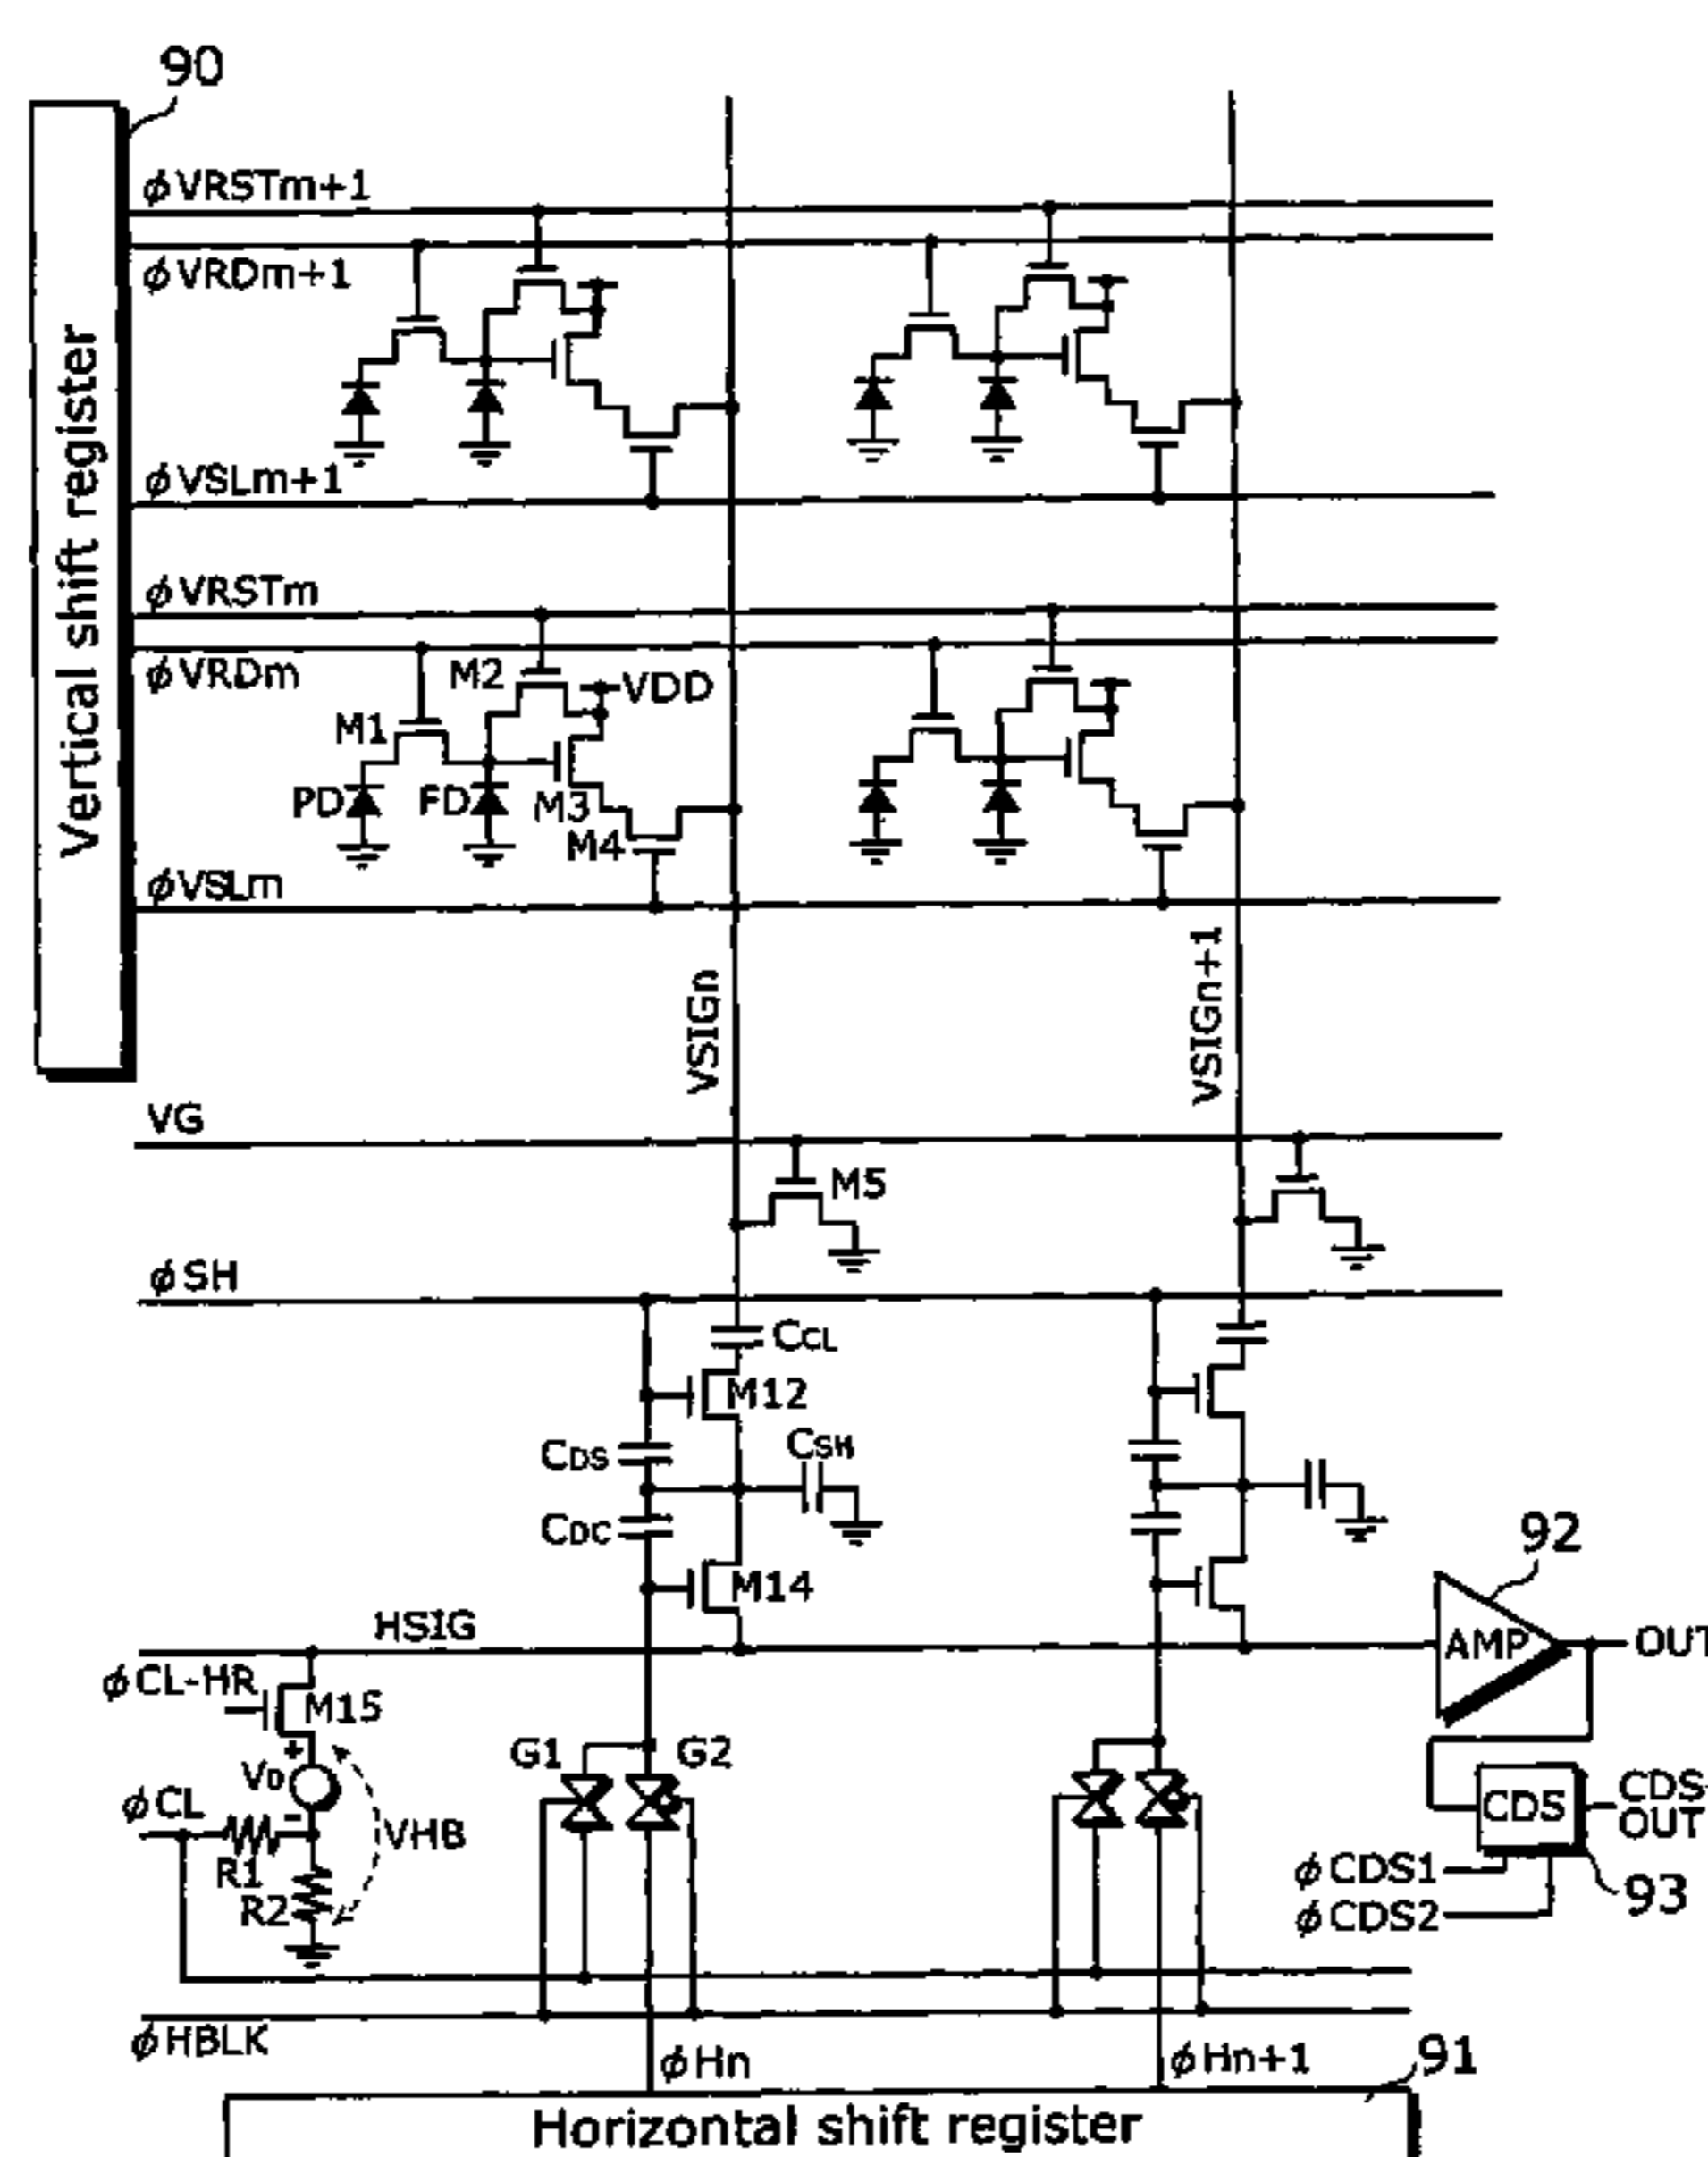 90
Vertical shift register
ϕVRSTm+1
ϕVRDm+1
ϕVSLm+1
ϕVRSTm
ϕVRDm
M2
VDD
M1
PD
FD
M3
M4
ϕVSLm
VSIGn
VSIGn+1
VG
M5
ϕSH
CCL
M12
CDS
CSH
CDC
M14
92
HSIG
AMP
OUT
ϕCL-HR
M15
+
VD
-
G1
G2
ϕCL
VHB
R1
R2
CDS
CDS
OUT
ϕCDS1
ϕCDS2
93
ϕHBLK
ϕHn
ϕHn+1
91
Horizontal shift register